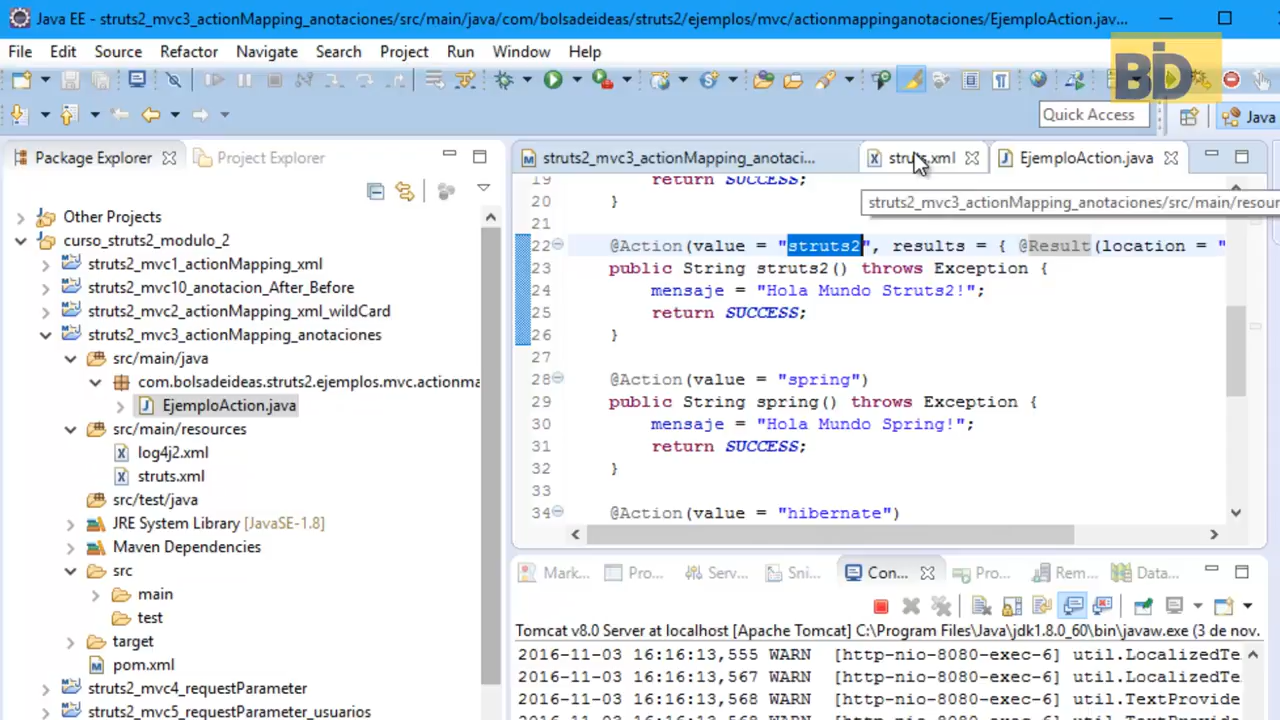 Java EE - struts2_mvc3_actionMapping_anotaciones/src/main/java/com/bolsadeideas/struts2/ejemplos/mvc/actionmappinganotaciones/EjemploAction.jav...
File Edit Source Refactor Navigate Search Project Run Window Help
BD
Quick Access
Java
Package Explorer
Project Explorer
struts2_mvc3_actionMapping_anotaci...
struts.xml
EjemploAction.java
struts2_mvc3_actionMapping_anotaciones/src/main/resour
Other Projects
curso_struts2_modulo_2
struts2_mvc1_actionMapping_xml
struts2_mvc10_anotacion_After_Before
struts2_mvc2_actionMapping_xml_wildCard
struts2_mvc3_actionMapping_anotaciones
src/main/java
com.bolsadeideas.struts2.ejemplos.mvc.actionma
EjemploAction.java
src/main/resources
log4j2.xml
struts.xml
src/test/java
JRE System Library [JavaSE-1.8]
Maven Dependencies
src
main
test
target
pom.xml
struts2_mvc4_requestParameter
struts2_mvc5_requestParameter_usuarios
19 return SUCCESS;
20 }
21
22 @Action(value = "struts2", results = { @Result(location = "
23 public String struts2() throws Exception {
24 mensaje = "Hola Mundo Struts2!";
25 return SUCCESS;
26 }
27
28 @Action(value = "spring")
29 public String spring() throws Exception {
30 mensaje = "Hola Mundo Spring!";
31 return SUCCESS;
32 }
33
34 @Action(value = "hibernate")
Mark... Pro... Serv... Sni... Con... Pro... Rem... Data...
Tomcat v8.0 Server at localhost [Apache Tomcat] C:\Program Files\Java\jdk1.8.0_60\bin\javaw.exe (3 de nov.
2016-11-03 16:16:13,555 WARN [http-nio-8080-exec-6] util.LocalizedTe
2016-11-03 16:16:13,567 WARN [http-nio-8080-exec-6] util.LocalizedTe
2016-11-03 16:16:13,568 WARN [http-nio-8080-exec-6] util.TextProvide